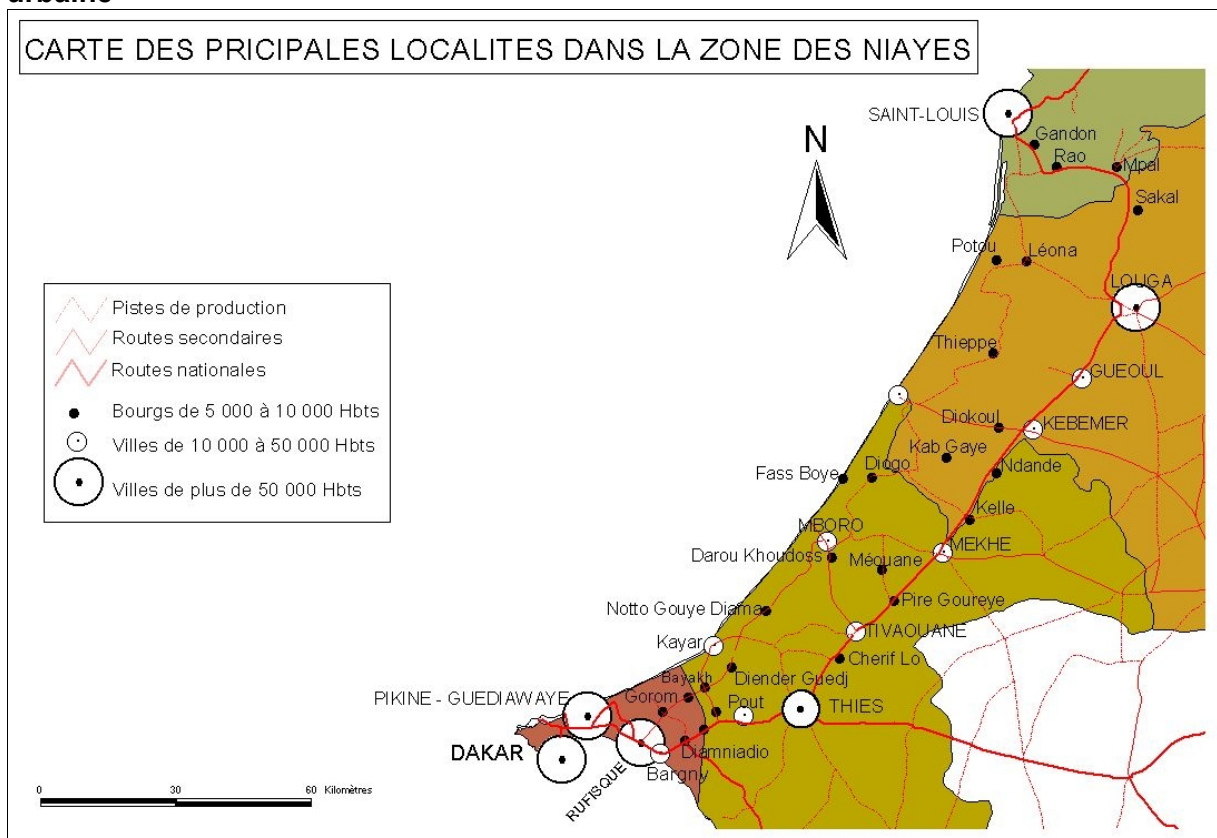 CARTE DES PRICIPALES LOCALITES DANS LA ZONE DES NIAYES
SAINT-LOUIS
Gandon
Rao
Mpal
Sakal
N
Potou
Léona
LOUGA
Pistes de production
Routes secondaires
Routes nationales
Bourgs de 5 000 à 10 000 Hbts
Villes de 10 000 à 50 000 Hbts
Villes de plus de 50 000 Hbts
Thieppe
GUEOUL
Diokoul
KEBEMER
Kab Gaye
Fass Boye
Diogo
Ndande
Kelle
MBORO
MEKHE
Darou Khoudoss
Méouane
Notto Gouye Diama
Pire Goureye
TIVAOUANE
Kayar
Cherif Lo
Diender Guedj
Bayakh
PIKINE - GUEDIAWAYE
Gorom
Pout
THIES
DAKAR
Diamniadio
Bargny
RUFISQUE
0 30 60 Kilomètres